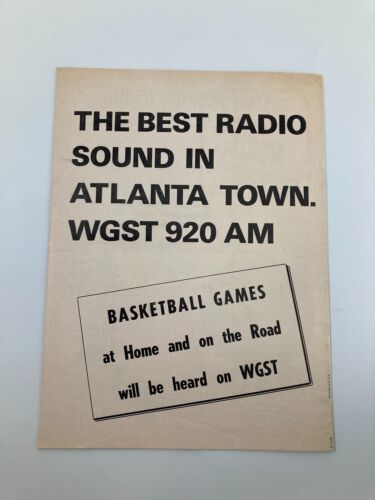 THE BEST RADIO
SOUND IN
ATLANTA TOWN.
WGST 920 AM
BASKETBALL GAMES
at Home and on the Road
will be heard on WGST